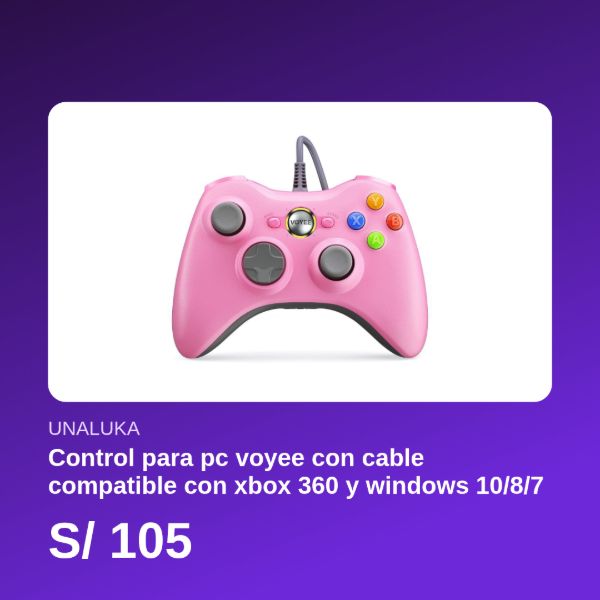 VOYEE
Y
X
B
A
UNALUKA
Control para pc voyee con cable
compatible con xbox 360 y windows 10/8/7
S/ 105